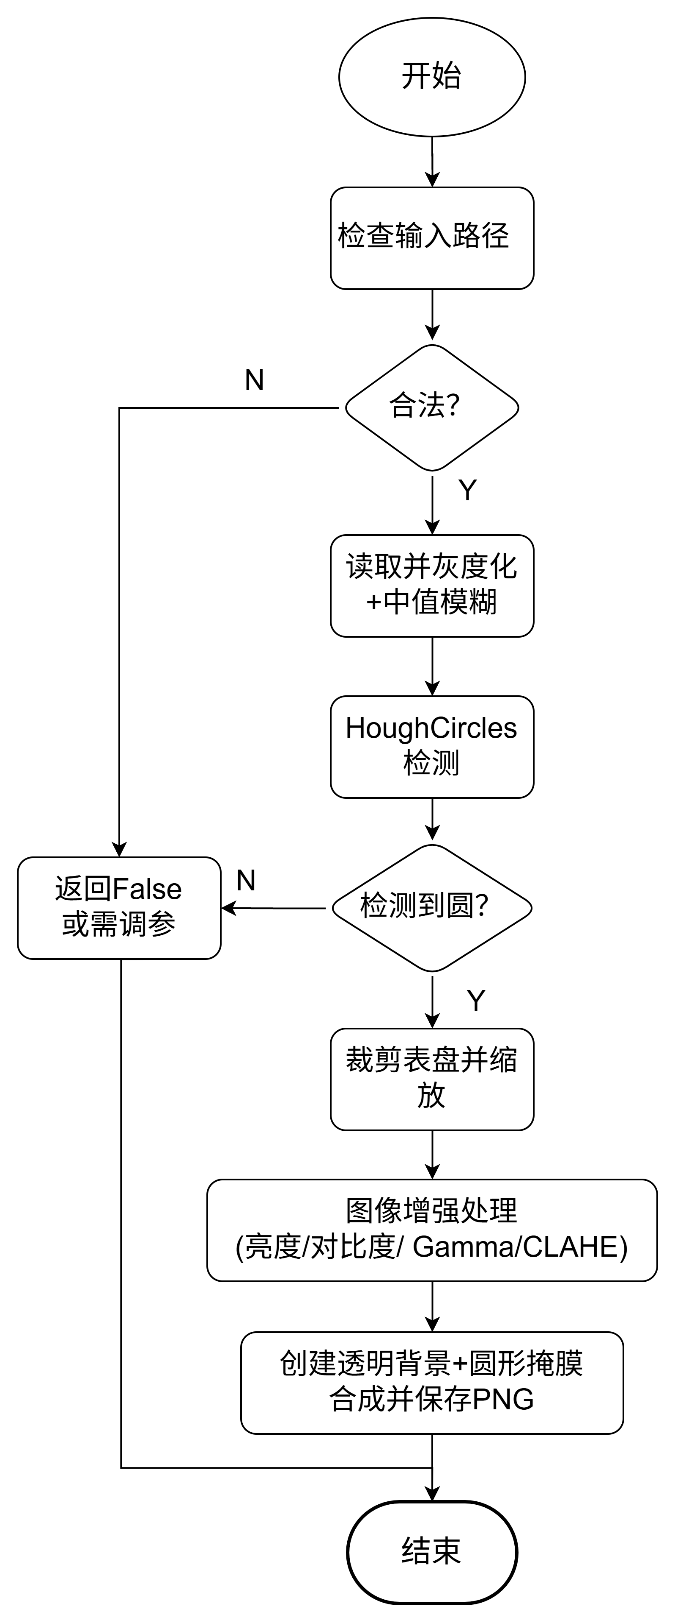 开始
检查输入路径
合法？
N
Y
读取并灰度化
+中值模糊
HoughCircles
检测
检测到圆？
N
返回False
或需调参
Y
裁剪表盘并缩
放
图像增强处理
(亮度/对比度/ Gamma/CLAHE)
创建透明背景+圆形掩膜
合成并保存PNG
结束